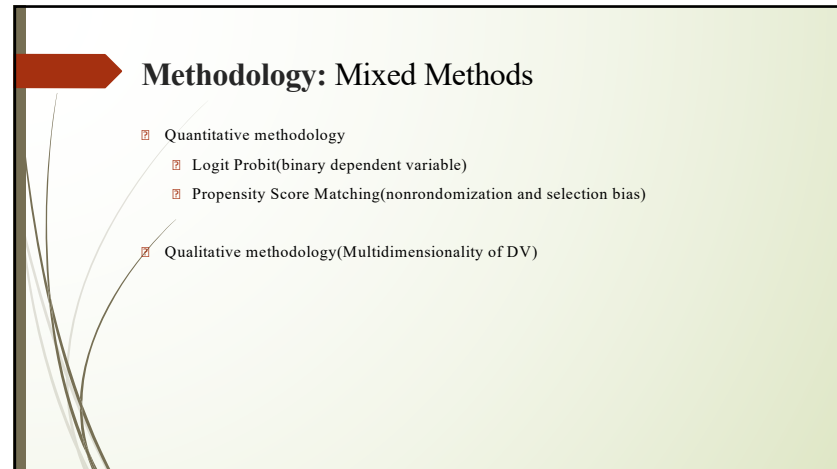 Methodology: Mixed Methods
Quantitative methodology
Logit Probit(binary dependent variable)
Propensity Score Matching(nonrondomization and selection bias)
Qualitative methodology(Multidimensionality of DV)